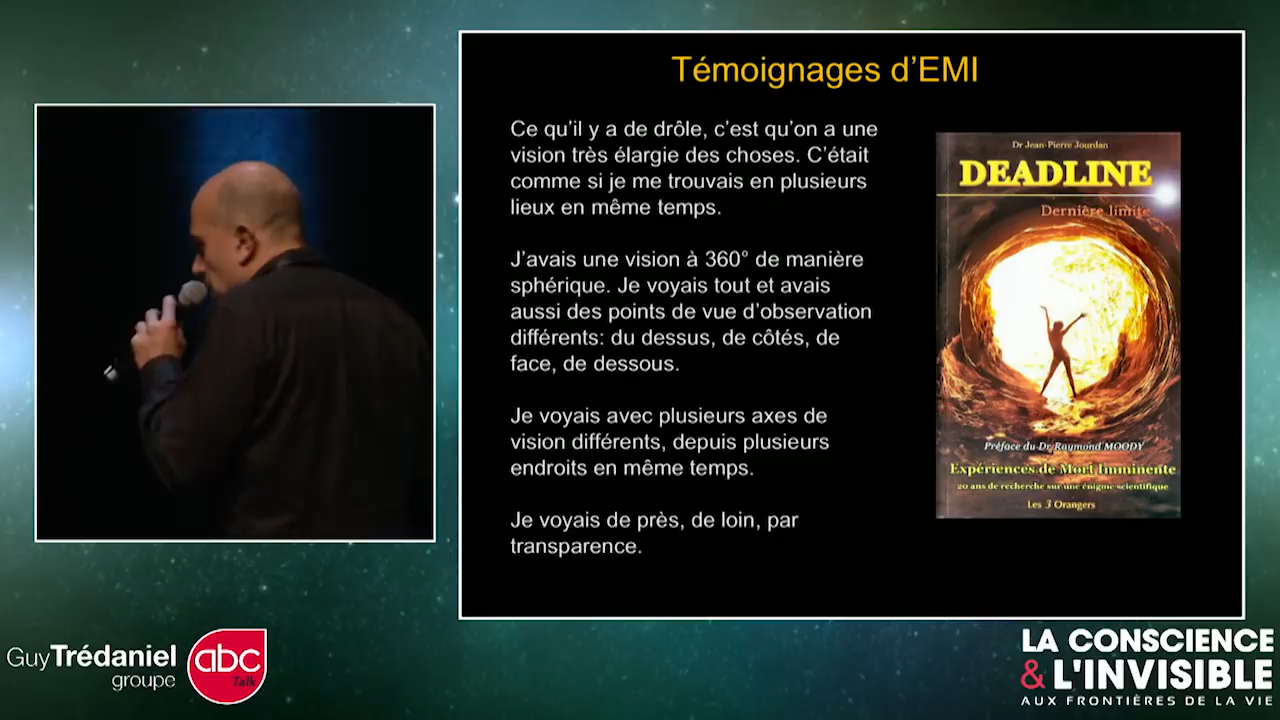 Témoignages d'EMI
Ce qu'il y a de drôle, c'est qu'on a une
vision très élargie des choses. C'était
comme si je me trouvais en plusieurs
lieux en même temps.
J'avais une vision à 360° de manière
sphérique. Je voyais tout et avais
aussi des points de vue d'observation
différents: du dessus, de côtés, de
face, de dessous.
Je voyais avec plusieurs axes de
vision différents, depuis plusieurs
endroits en même temps.
Je voyais de près, de loin, par
transparence.
Dr Jean-Pierre Jourdan
DEADLINE
Dernière limite
Préface du Dr Raymond MOODY
Expériences de Mort Imminente
20 ans de recherche sur une énigme scientifique
Les 3 Orangers
Guy Trédaniel
groupe
abc
Talk
LA CONSCIENCE
& L'INVISIBLE
AUX FRONTIÈRES DE LA VIE